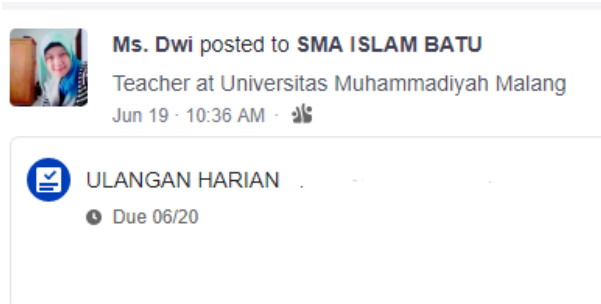 Ms. Dwi posted to SMA ISLAM BATU
Teacher at Universitas Muhammadiyah Malang
Jun 19 · 10:36 AM ·
ULANGAN HARIAN .
Due 06/20